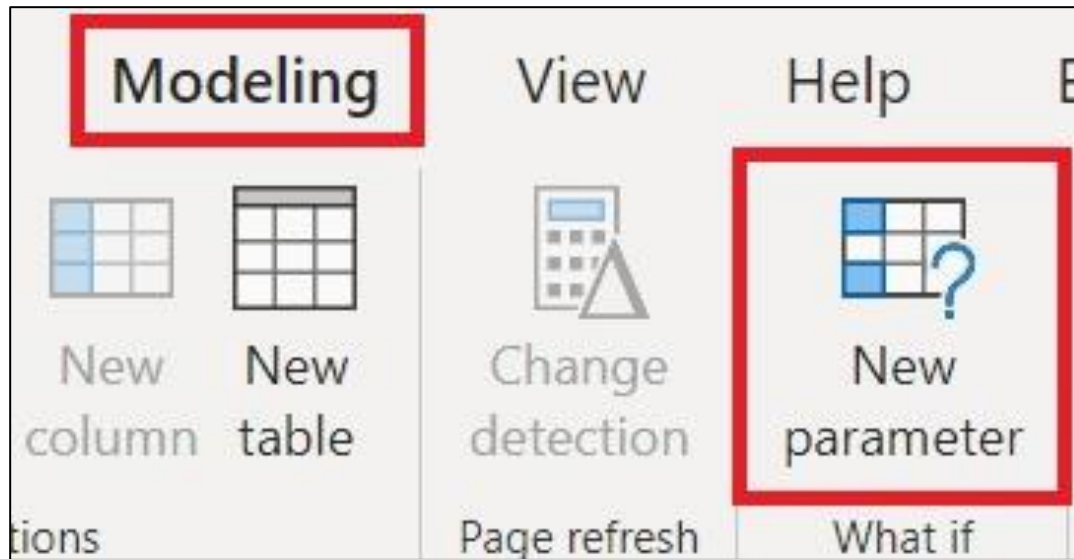 Modeling View Help
New column
New table
Change detection
New parameter
tions Page refresh What if